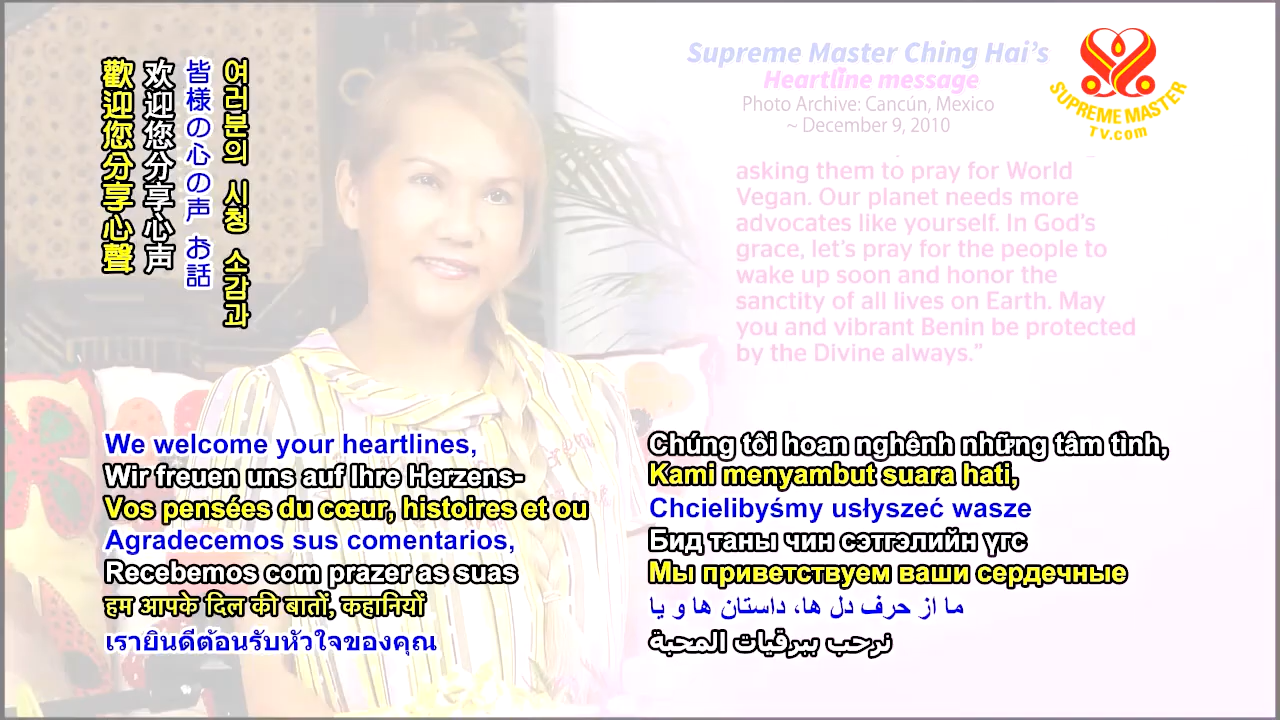 Supreme Master Ching Hai's
Heartline message
Photo Archive: Cancún, Mexico
~ December 9, 2010
SUPREME MASTER
TV.com
asking them to pray for World
Vegan. Our planet needs more
advocates like yourself. In God's
grace, let's pray for the people to
wake up soon and honor the
sanctity of all lives on Earth. May
you and vibrant Benin be protected
by the Divine always.”
歡迎您分享心聲
欢迎您分享心声
皆様の心の声 お話
여러분의 시청 소감과
We welcome your heartlines,
Wir freuen uns auf Ihre Herzens-
Vos pensées du cœur, histoires et ou
Agradecemos sus comentarios,
Recebemos com prazer as suas
हम आपके दिल की बातों, कहानियों
เรายินดีต้อนรับหัวใจของคุณ
Chúng tôi hoan nghênh những tâm tình,
Kami menyambut suara hati,
Chcielibyśmy usłyszeć wasze
Бид таны чин сэтгэлийн үгс
Мы приветствуем ваши сердечные
ما از حرف دل ها، داستان ها و یا
نرحب ببرقيات المحبة